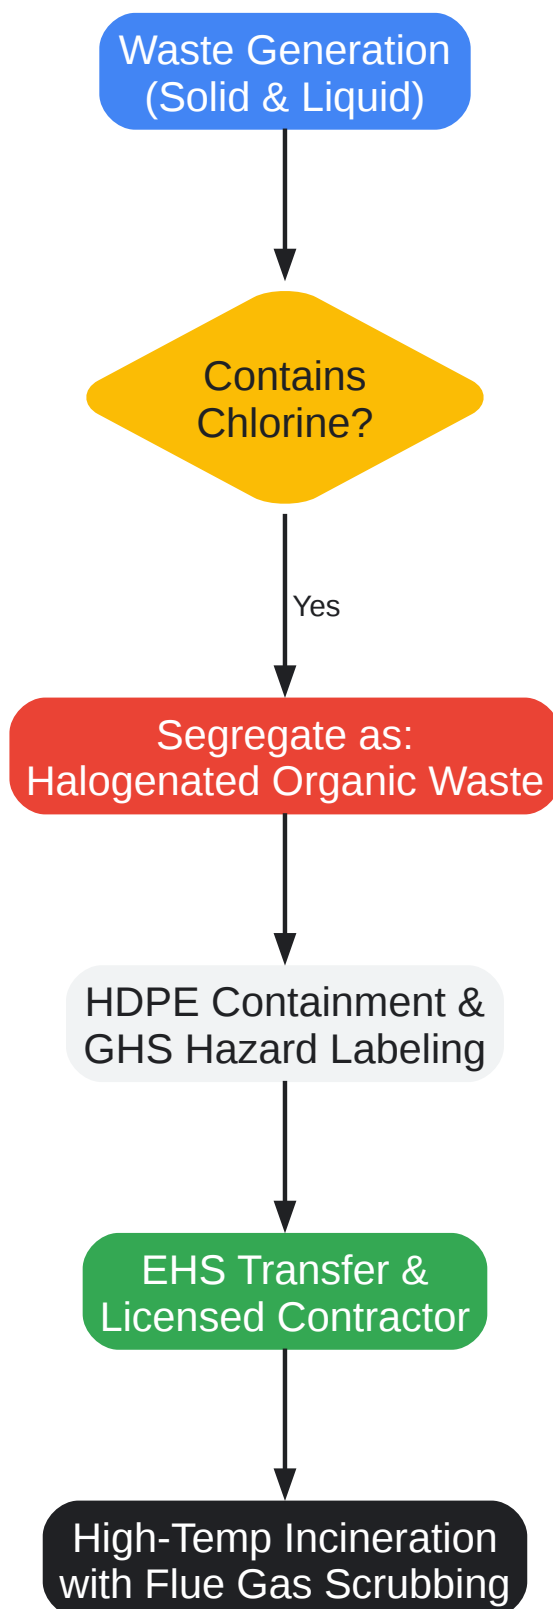 Waste Generation
(Solid & Liquid)
Contains
Chlorine?
Yes
Segregate as:
Halogenated Organic Waste
HDPE Containment &
GHS Hazard Labeling
EHS Transfer &
Licensed Contractor
High-Temp Incineration
with Flue Gas Scrubbing